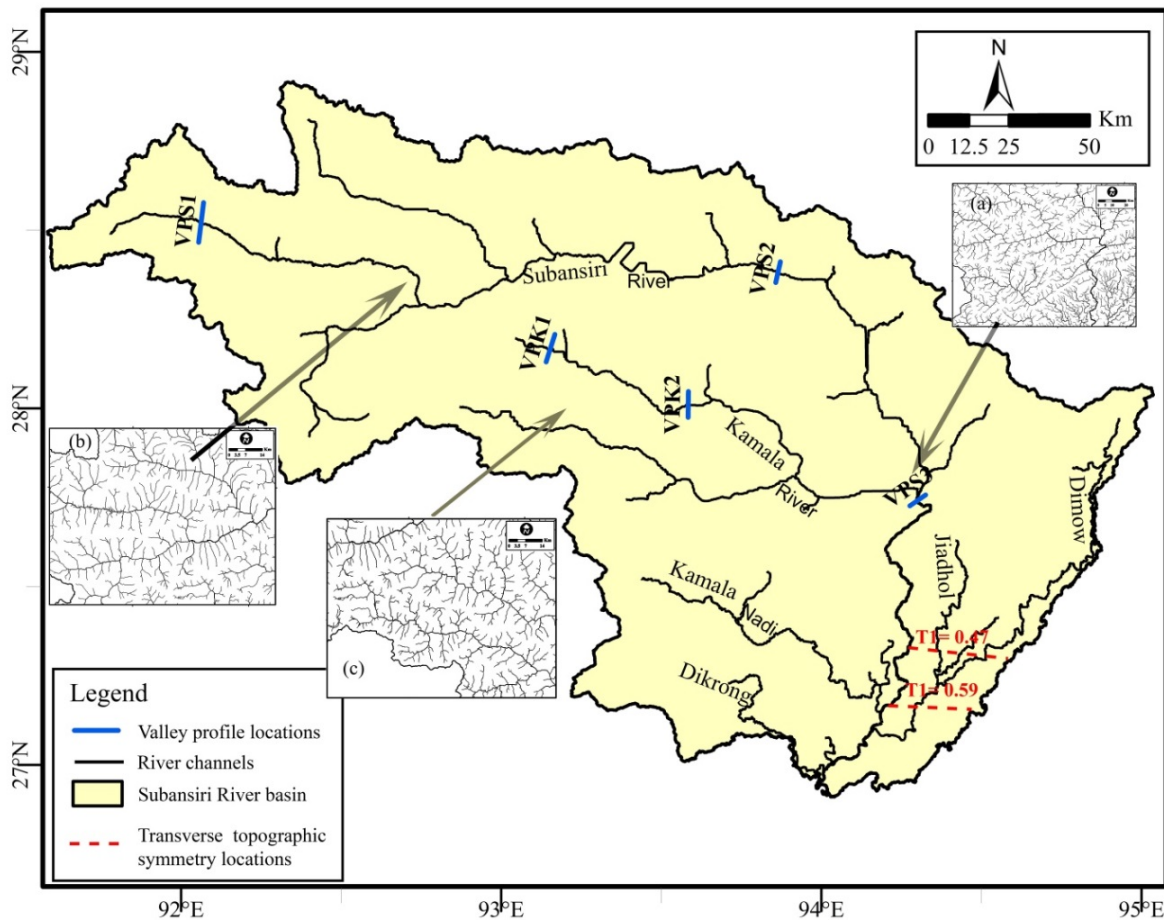 29°N
28°N
27°N
92°E
93°E
94°E
95°E
N
Km
0 12.5 25 50
(a)
VPS1
Subansiri
River
VPS2
VPK1
VPK2
Kamala
River
VPS3
(b)
(c)
Dimow
Jiadhol
Kamala
Nadi
T1= 0.47
Dikrong
T1= 0.59
Legend
Valley profile locations
River channels
Subansiri River basin
Transverse topographic
symmetry locations